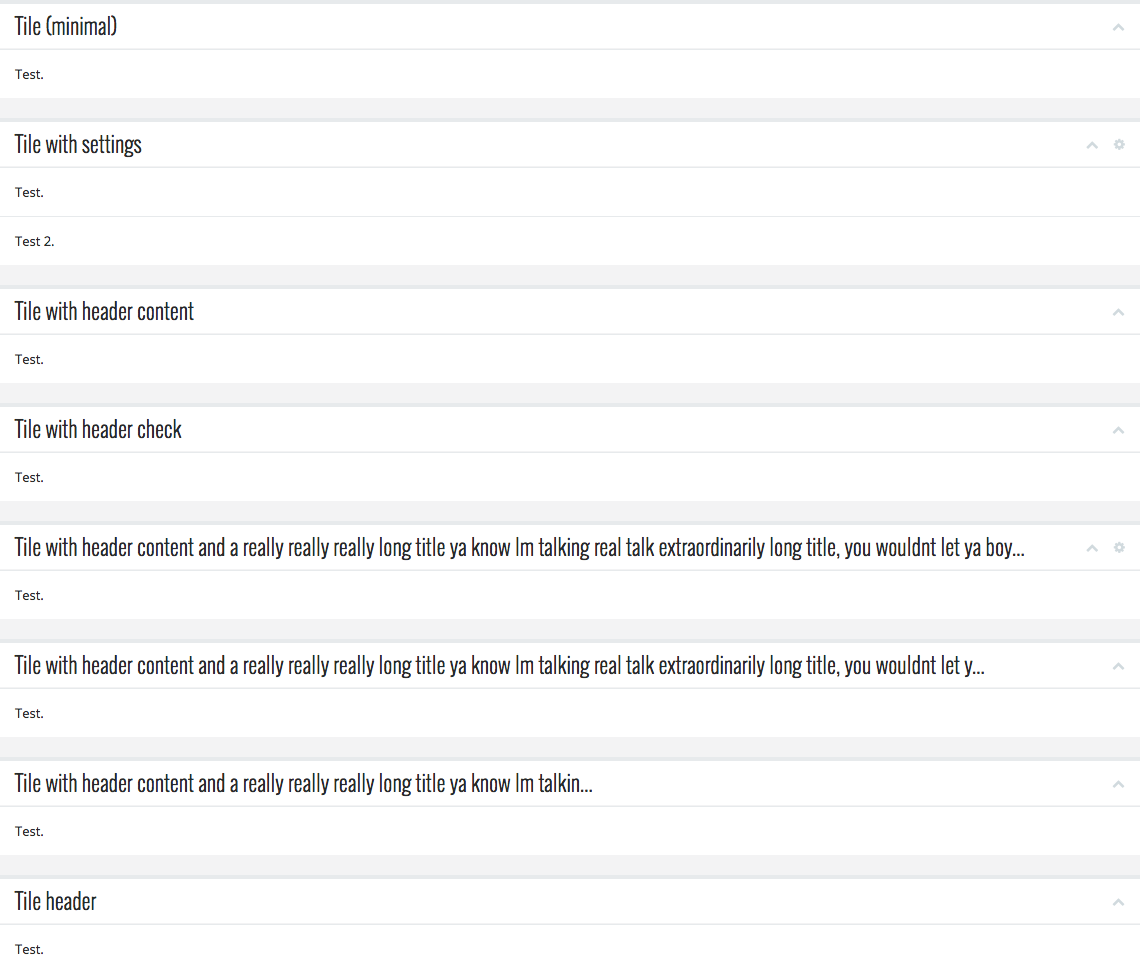 Tile (minimal)
Test.
Tile with settings
Test.
Test 2.
Tile with header content
Test.
Tile with header check
Test.
Tile with header content and a really really really long title ya know Im talking real talk extraordinarily long title, you wouldnt let ya boy...
Test.
Tile with header content and a really really really long title ya know Im talking real talk extraordinarily long title, you wouldnt let y...
Test.
Tile with header content and a really really really long title ya know Im talkin...
Test.
Tile header
Test.